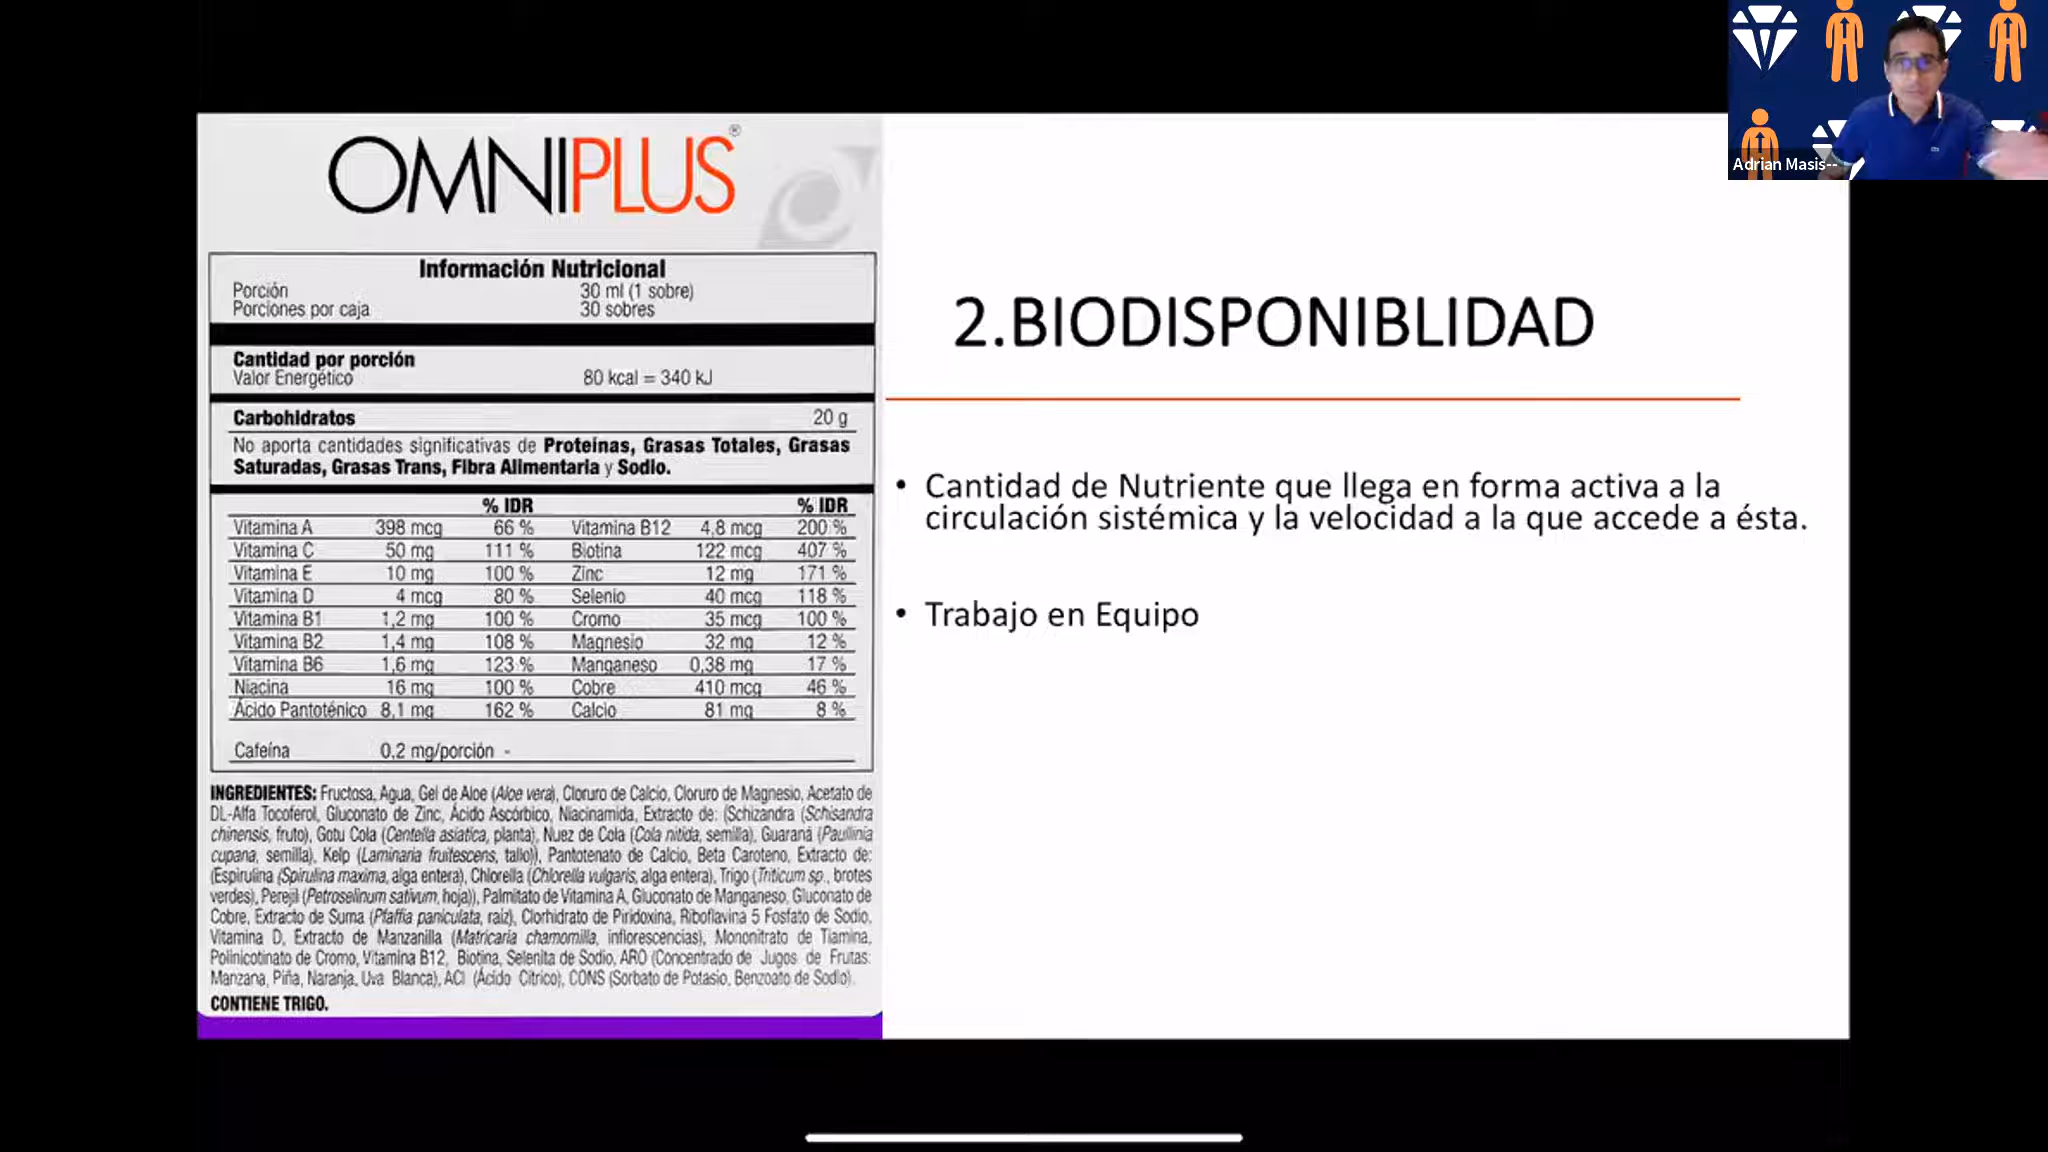 OMNIPLUS®
Información Nutricional
Porción 30 ml (1 sobre)
Porciones por caja 30 sobres
Cantidad por porción
Valor Energético 80 kcal = 340 kJ
Carbohidratos 20 g
No aporta cantidades significativas de Proteínas, Grasas Totales, Grasas
Saturadas, Grasas Trans, Fibra Alimentaria y Sodio.
% IDR % IDR
Vitamina A 398 mcg 66 % Vitamina B12 4,8 mcg 200 %
Vitamina C 50 mg 111 % Biotina 122 mcg 407 %
Vitamina E 10 mg 100 % Zinc 12 mg 171 %
Vitamina D 4 mcg 80 % Selenio 40 mcg 118 %
Vitamina B1 1,2 mg 100 % Cromo 35 mcg 100 %
Vitamina B2 1,4 mg 108 % Magnesio 32 mg 12 %
Vitamina B6 1,6 mg 123 % Manganeso 0,38 mg 17 %
Niacina 16 mg 100 % Cobre 410 mcg 46 %
Ácido Pantoténico 8,1 mg 162 % Calcio 81 mg 8 %
Cafeína 0,2 mg/porción -
INGREDIENTES: Fructosa, Agua, Gel de Aloe (Aloe vera), Cloruro de Calcio, Cloruro de Magnesio, Acetato de
DL-Alfa Tocoferol, Gluconato de Zinc, Ácido Ascórbico, Niacinamida, Extracto de: (Schizandra (Schisandra
chinensis, fruto), Gotu Cola (Centella asiatica, planta), Nuez de Cola (Cola nitida, semilla), Guaraná (Paullinia
cupana, semilla), Kelp (Laminaria fruitescens, tallo)), Pantotenato de Calcio, Beta Caroteno, Extracto de:
(Espirulina (Spirulina maxima, alga entera), Chlorella (Chlorella vulgaris, alga entera), Trigo (Triticum sp., brotes
verdes), Perejil (Petroselinum sativum, hoja)), Palmitato de Vitamina A, Gluconato de Manganeso, Gluconato de
Cobre, Extracto de Suma (Pfaffia paniculata, raiz), Clorhidrato de Piridoxina, Riboflavina 5 Fosfato de Sodio,
Vitamina D, Extracto de Manzanilla (Matricaria chamomilla, inflorescencias), Mononitrato de Tiamina,
Polinicotinato de Cromo, Vitamina B12, Biotina, Selenita de Sodio, ARO (Concentrado de Jugos de Frutas:
Manzana, Piña, Naranja, Uva Blanca), ACI (Ácido Cítrico), CONS (Sorbato de Potasio, Benzoato de Sodio).
CONTIENE TRIGO.
2.BIODISPONIBLIDAD
• Cantidad de Nutriente que llega en forma activa a la
circulación sistémica y la velocidad a la que accede a ésta.
• Trabajo en Equipo
Adrian Masis--